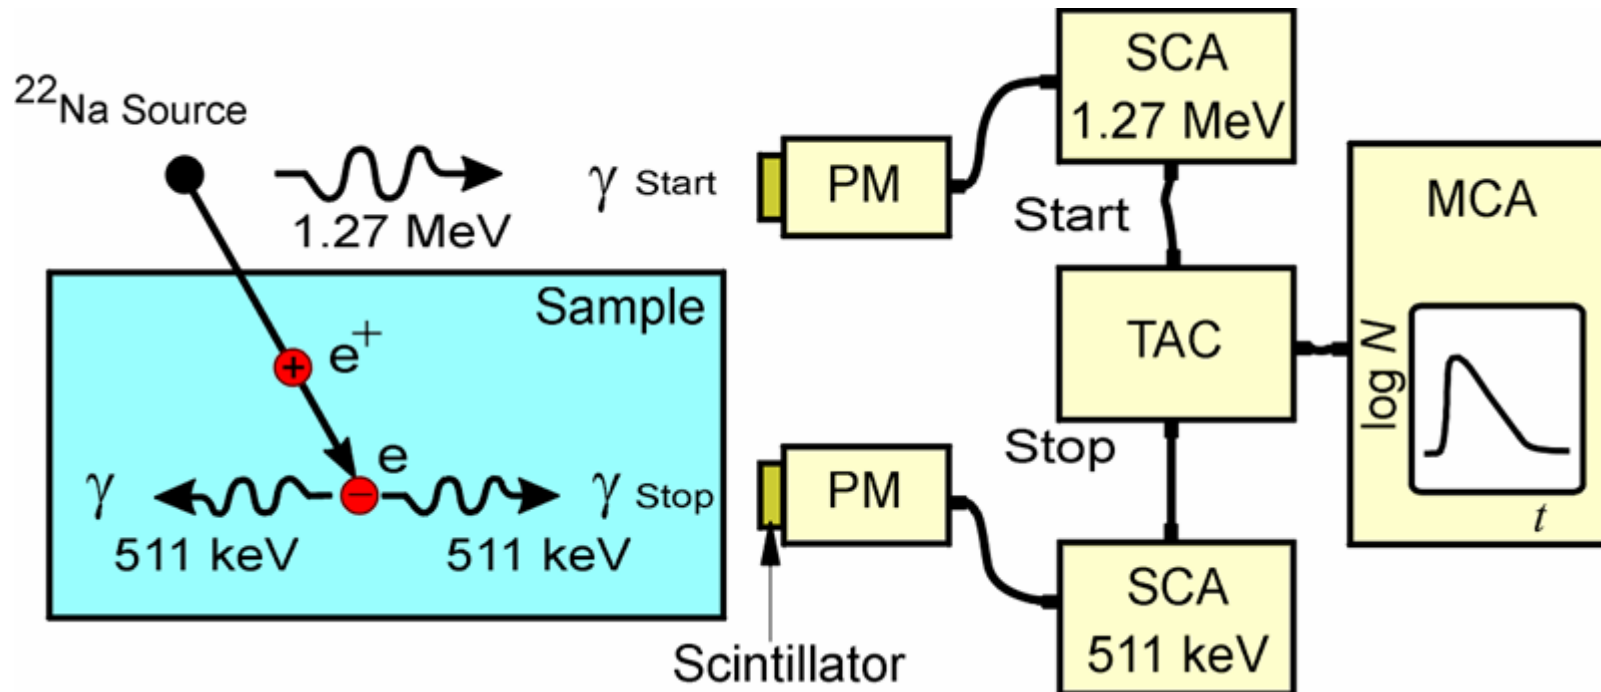 ²²Na Source
1.27 MeV
γ Start
PM
SCA
1.27 MeV
Start
MCA
Sample
e⁺
+
TAC
log N
t
e
−
γ
511 keV
511 keV
γ Stop
PM
Stop
SCA
511 keV
Scintillator